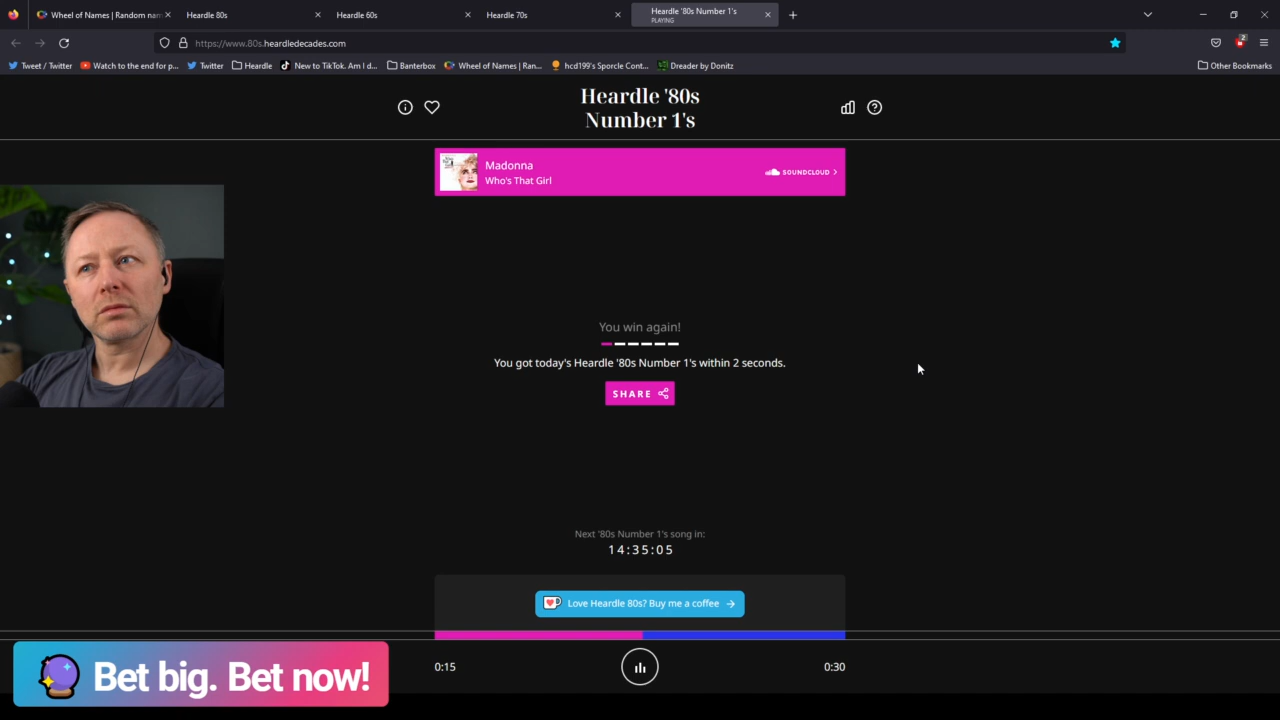 Wheel of Names | Random nam
Heardle 80s
Heardle 60s
Heardle 70s
Heardle '80s Number 1's
PLAYING
https://www.80s.heardledecades.com
2
Tweet / Twitter
Watch to the end for p...
Twitter
Heardle
New to TikTok. Am I d...
Banterbox
Wheel of Names | Ran...
hcd199's Sporcle Cont...
Dreader by Donitz
Other Bookmarks
Heardle '80s
Number 1's
Madonna
Who's That Girl
SOUNDCLOUD
You win again!
You got today's Heardle '80s Number 1's within 2 seconds.
SHARE
Next '80s Number 1's song in:
14:35:05
Love Heardle 80s? Buy me a coffee
0:15
0:30
Bet big. Bet now!